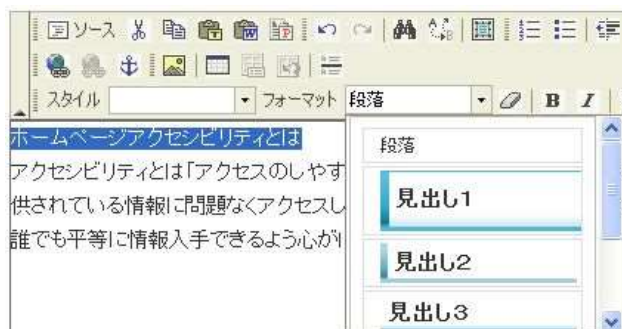 ソース
スタイル フォーマット 段落 B I
ホームページアクセシビリティとは
アクセシビリティとは「アクセスのしやす
供されている情報に問題なくアクセスし
誰でも平等に情報入手できるよう心が
段落
見出し1
見出し2
見出し3